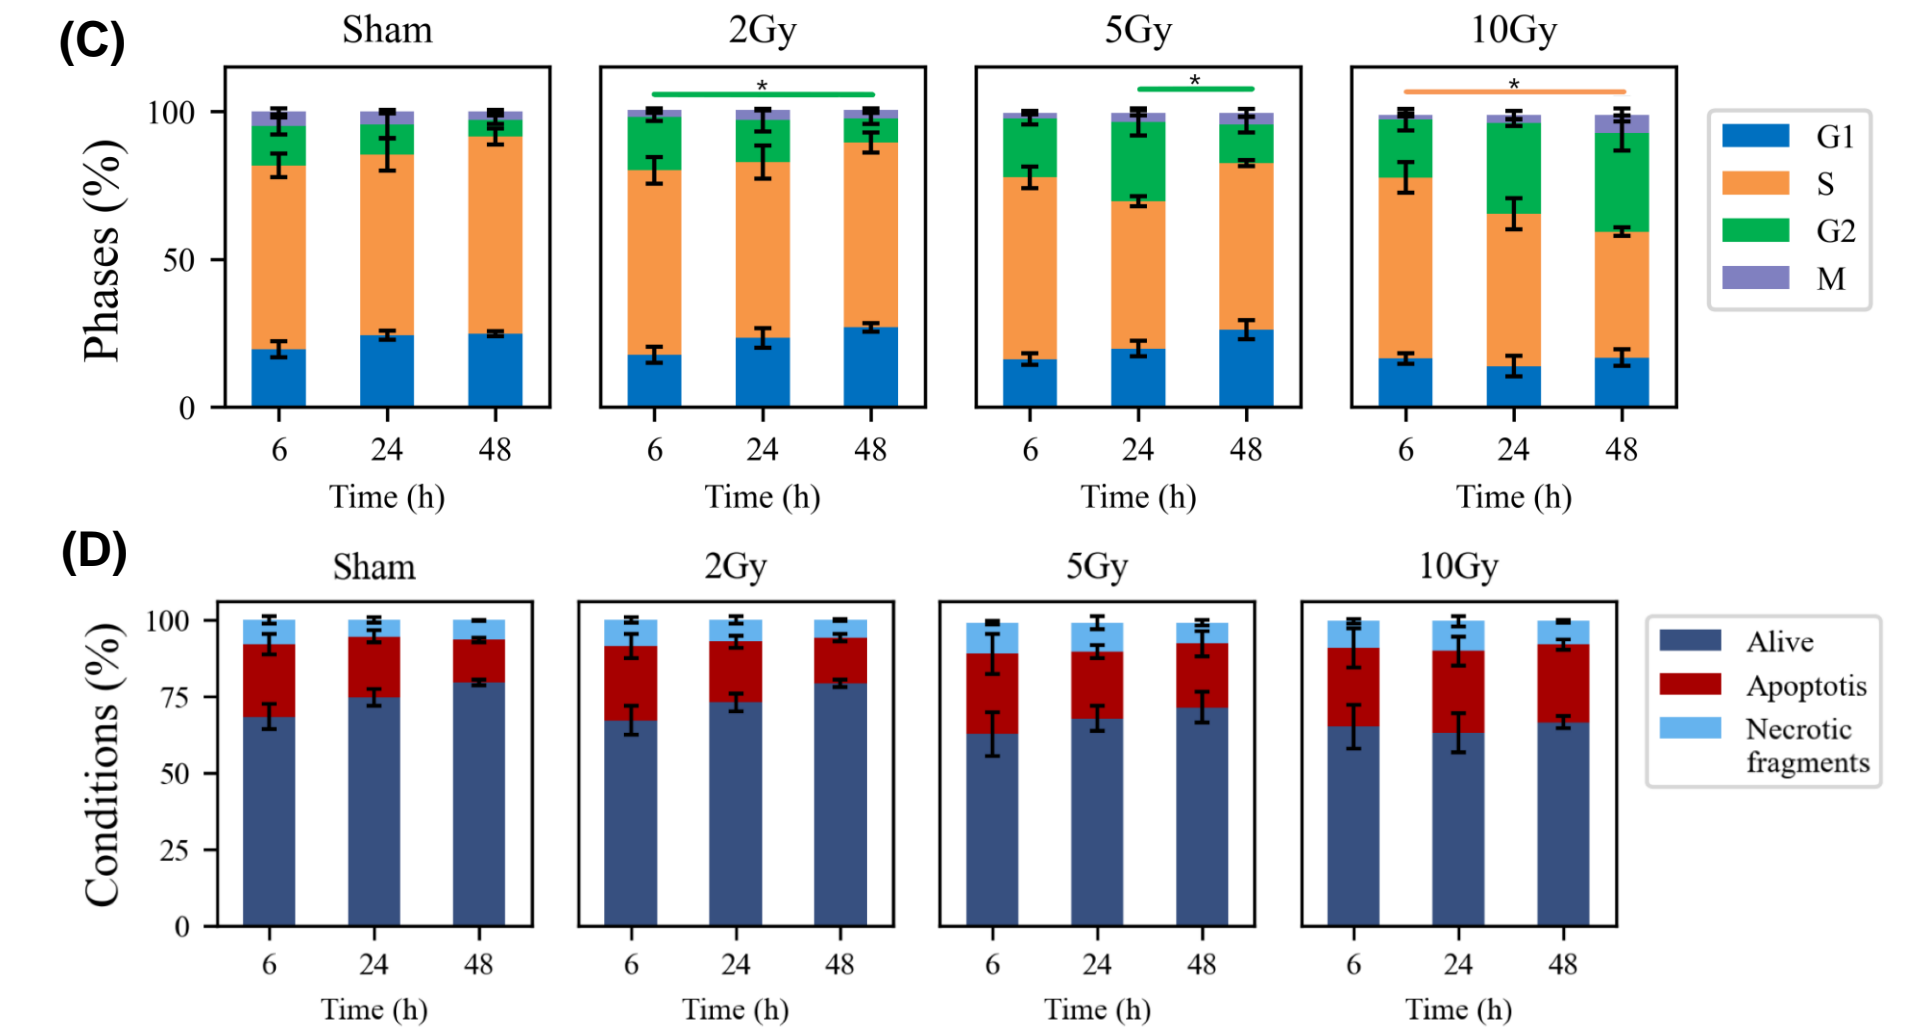 (C)
Sham 2Gy 5Gy 10Gy
* * *
100
50
0
Phases (%)
6 24 48 6 24 48 6 24 48 6 24 48
Time (h) Time (h) Time (h) Time (h)
G1
S
G2
M
(D)
Sham 2Gy 5Gy 10Gy
100
75
50
25
0
Conditions (%)
6 24 48 6 24 48 6 24 48 6 24 48
Time (h) Time (h) Time (h) Time (h)
Alive
Apoptotis
Necrotic
fragments